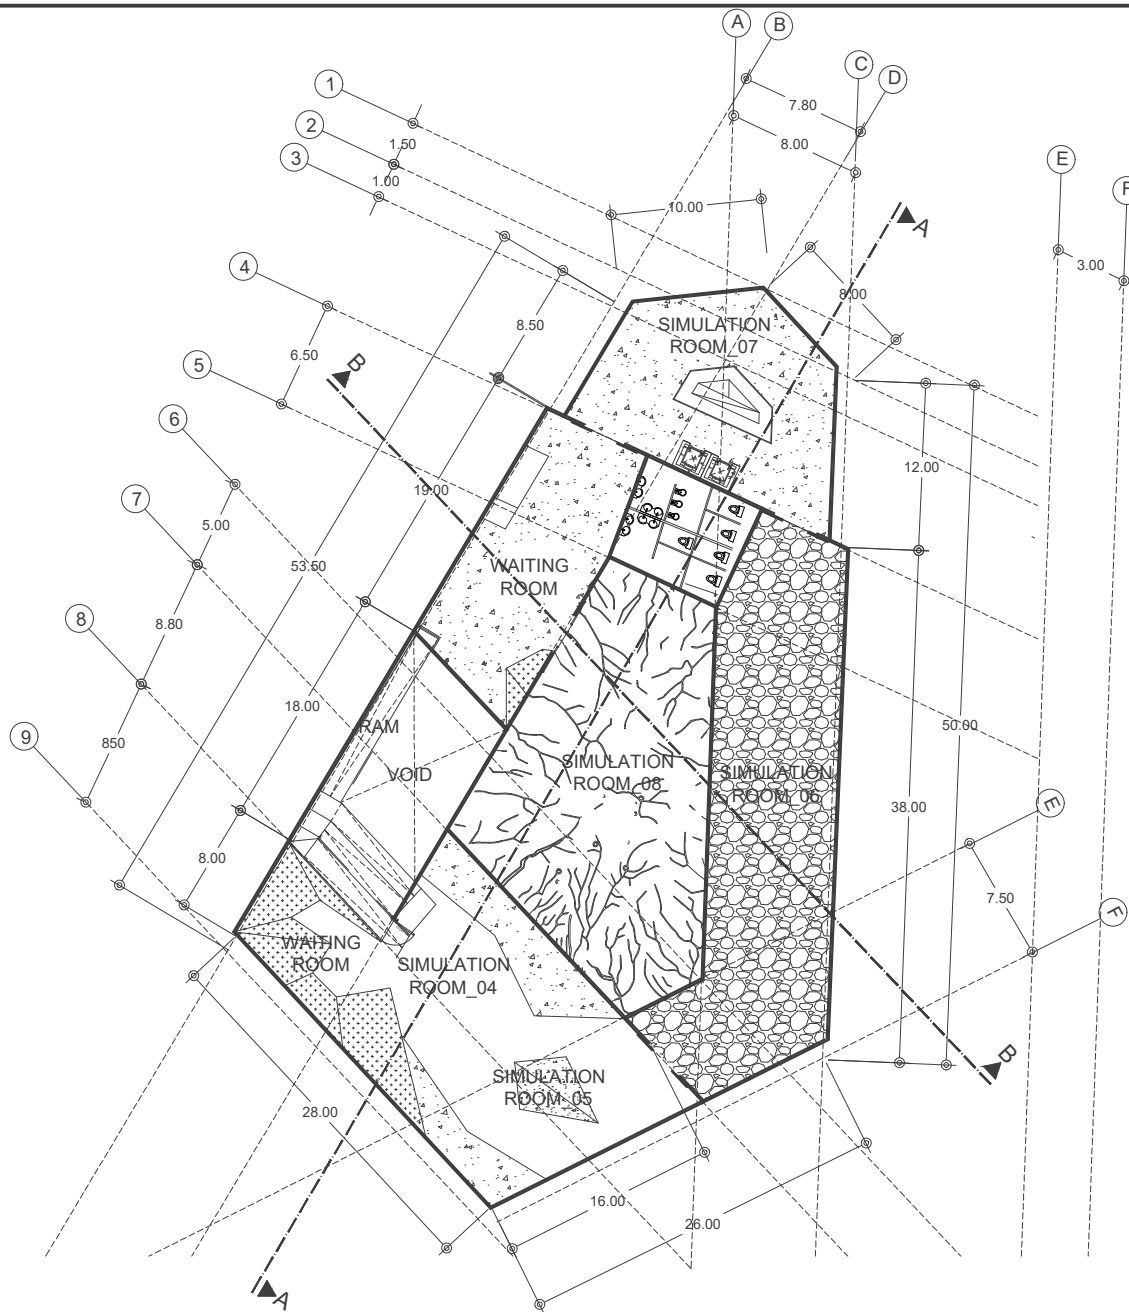 A
B
C
D
E
F
1
2
3
4
5
6
7
8
9
7.80
8.00
1.50
1.00
10.00
A
3.00
8.00
8.50
6.50
B
SIMULATION
ROOM_07
12.00
19.00
5.00
53.50
WAITING
ROOM
8.80
18.00
RAM
VOID
850
SIMULATION
ROOM_08
SIMULATION
ROOM_06
50.00
38.00
E
8.00
7.50
F
WAITING
ROOM
SIMULATION
ROOM_04
SIMULATION
ROOM_05
B
28.00
16.00
26.00
A